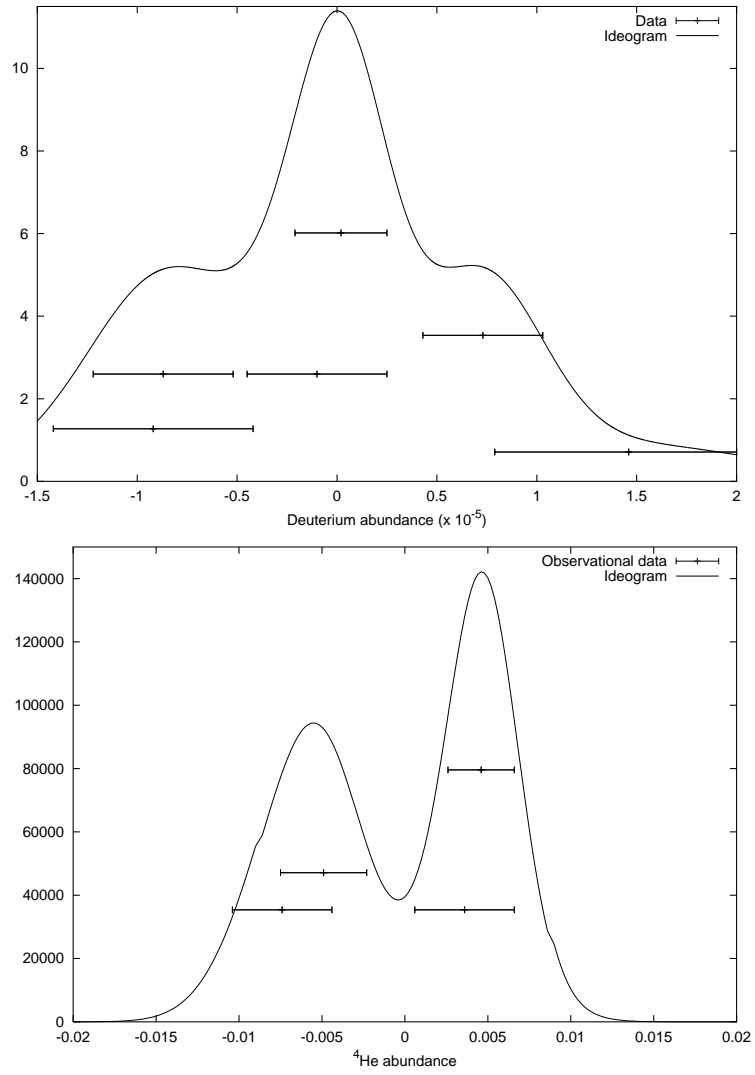 Data
Ideogram
12
10
8
6
4
2
0
-1.5 -1 -0.5 0 0.5 1 1.5 2
Deuterium abundance (x 10⁻⁵)
Observational data
Ideogram
140000
120000
100000
80000
60000
40000
20000
0
-0.02 -0.015 -0.01 -0.005 0 0.005 0.01 0.015 0.02
⁴He abundance